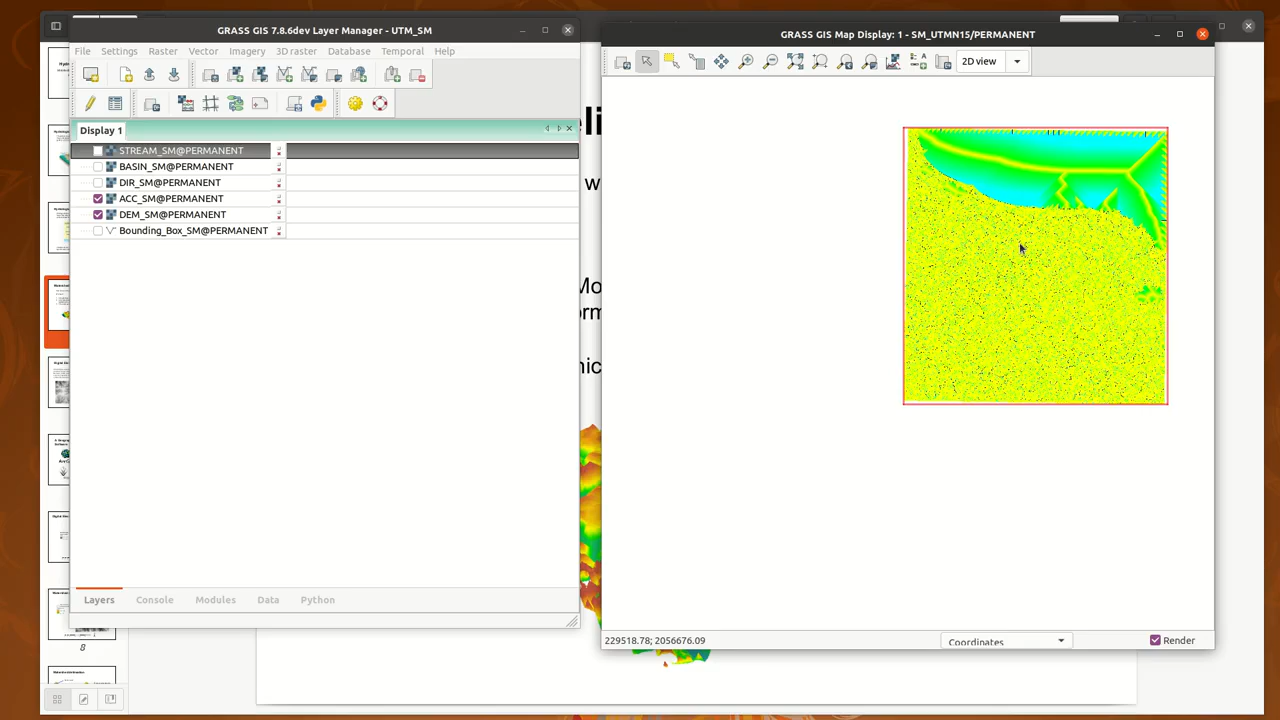 GRASS GIS 7.8.6dev Layer Manager - UTM_SM
File Settings Raster Vector Imagery 3D raster Database Temporal Help
Display 1
STREAM_SM@PERMANENT
BASIN_SM@PERMANENT
DIR_SM@PERMANENT
ACC_SM@PERMANENT
DEM_SM@PERMANENT
Bounding_Box_SM@PERMANENT
Layers Console Modules Data Python
GRASS GIS Map Display: 1 - SM_UTMN15/PERMANENT
2D view
229518.78; 2056676.09
Coordinates
Render
8